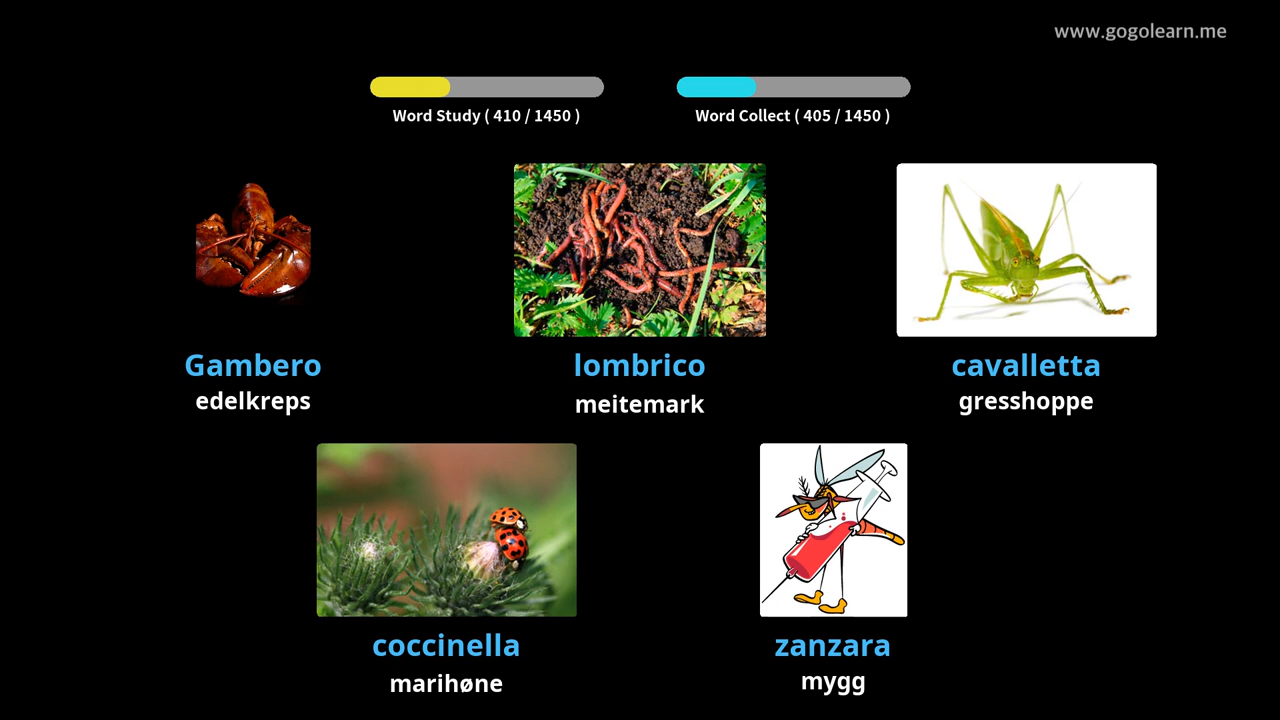 www.gogolearn.me
Word Study ( 410 / 1450 )
Word Collect ( 405 / 1450 )
Gambero
edelkreps
lombrico
meitemark
cavalletta
gresshoppe
coccinella
marihøne
zanzara
mygg